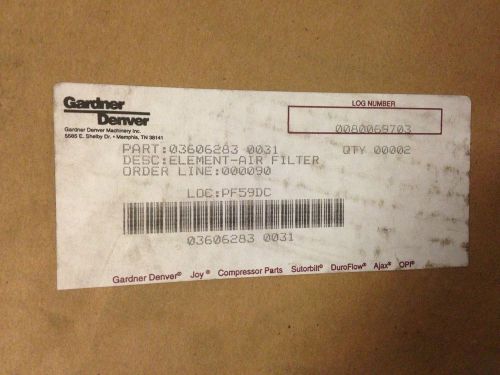 Gardner
Denver
Gardner Denver Machinery Inc.
5585 E. Shelby Dr. • Memphis, TN 38141
LOG NUMBER
0080069703
PART:03606283 0031 QTY 00002
DESC:ELEMENT-AIR FILTER
ORDER LINE:000090
LOC:PF59DC
03606283 0031
Gardner Denver® Joy® Compressor Parts Sutorbilt® DuroFlow® Ajax® OPI®